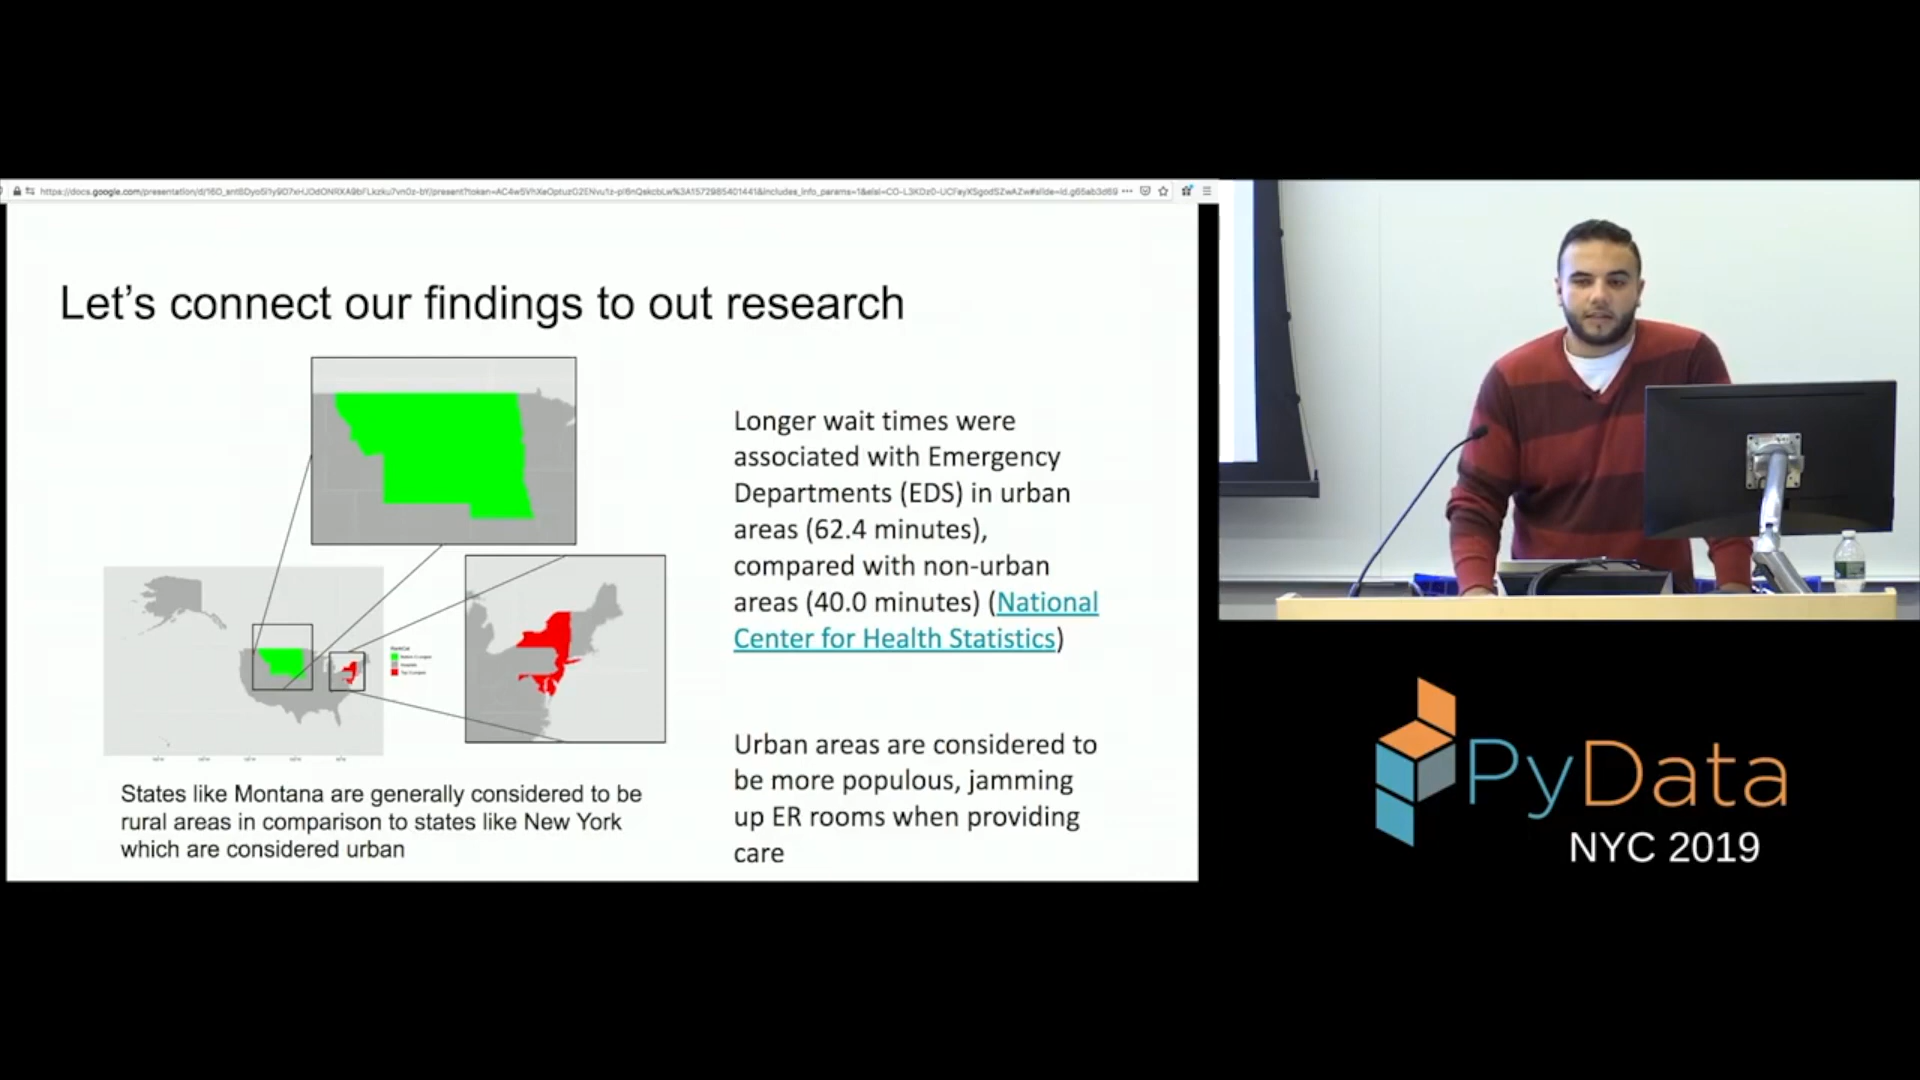 Let's connect our findings to out research
Longer wait times were
associated with Emergency
Departments (EDS) in urban
areas (62.4 minutes),
compared with non-urban
areas (40.0 minutes) (National
Center for Health Statistics)
Urban areas are considered to
be more populous, jamming
up ER rooms when providing
care
States like Montana are generally considered to be
rural areas in comparison to states like New York
which are considered urban
PyData
NYC 2019